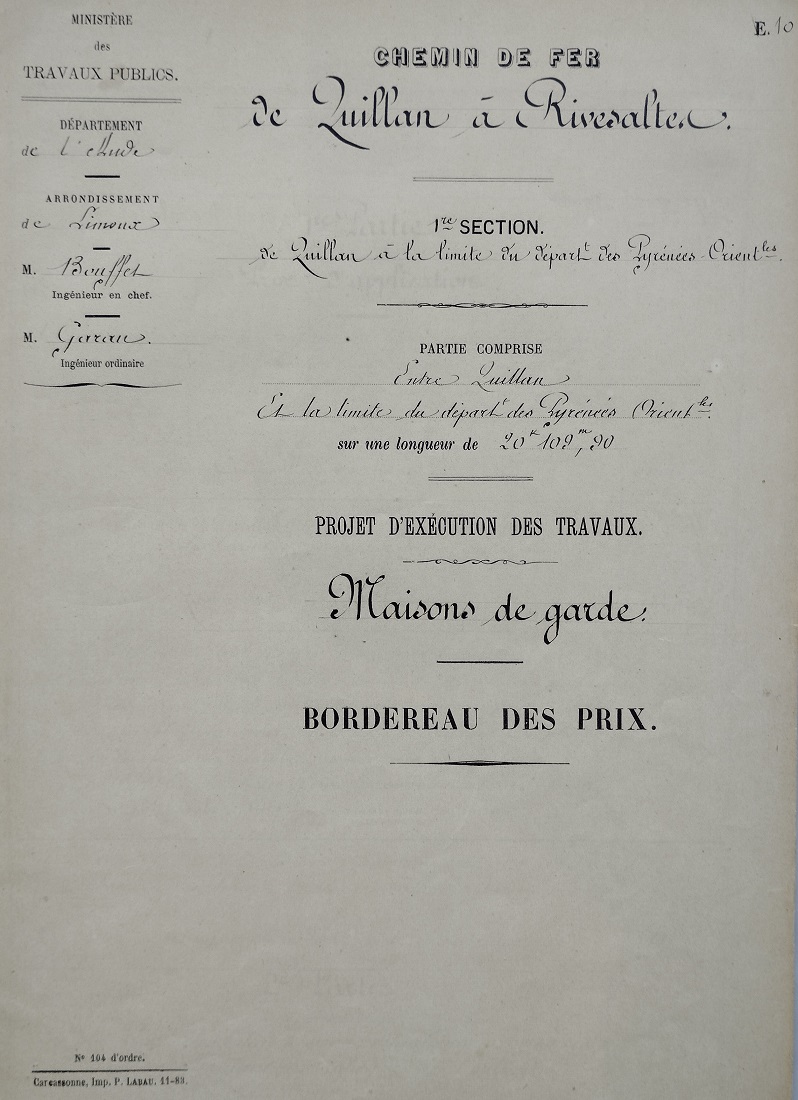 MINISTÈRE
des
TRAVAUX PUBLICS.
DÉPARTEMENT
de l'Aude
ARRONDISSEMENT
de Limoux
M. Bouffet
Ingénieur en chef.
M. Garau.
Ingénieur ordinaire
E. 10
CHEMIN DE FER
de Quillan à Rivesaltes.
1re SECTION.
de Quillan à la limite du départt des Pyrénées-Orientles.
PARTIE COMPRISE
Entre Quillan
Et la limite du départt des Pyrénées Orientles.
sur une longueur de 20k 109m,90
PROJET D'EXÉCUTION DES TRAVAUX.
Maisons de garde.
BORDEREAU DES PRIX.
No 104 d'ordre.
Carcassonne, Imp. P. LABAU. 11-83.